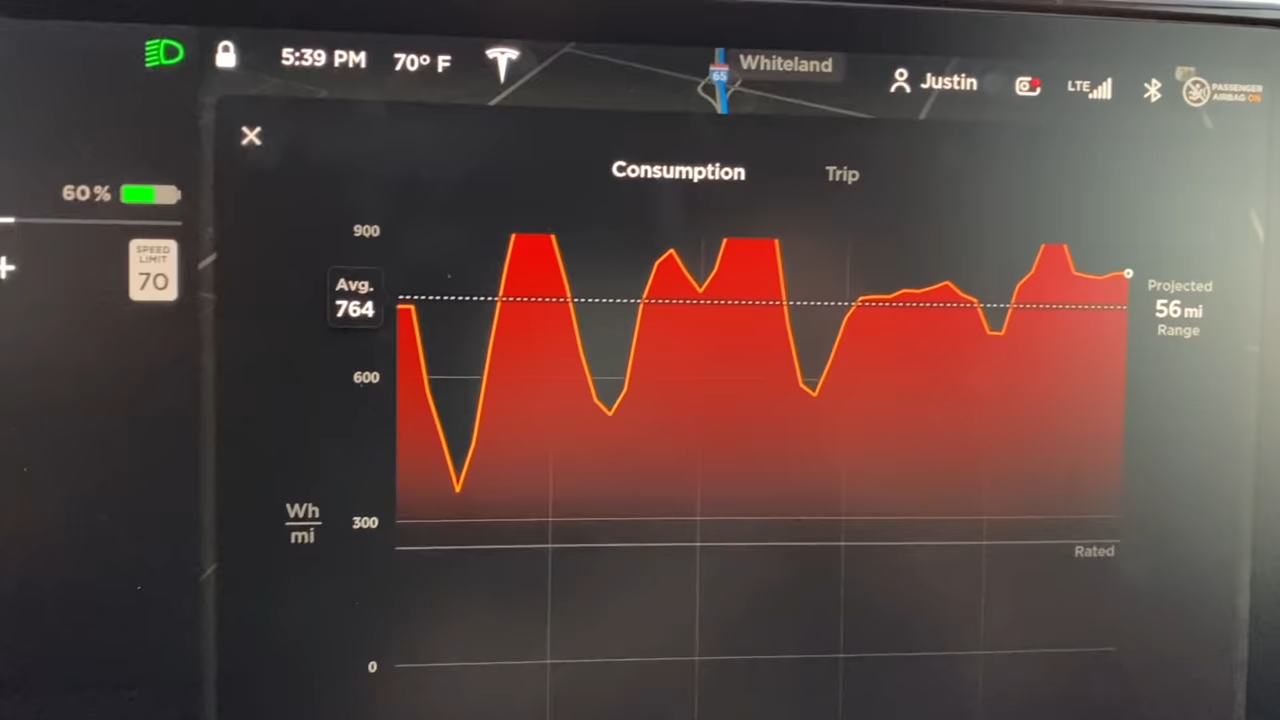 5:39 PM 70° F
65
Whiteland
Justin
LTE
PASSENGER
AIRBAG ON
60%
SPEED
LIMIT
70
Consumption
Trip
900
Avg.
764
600
Wh
mi
300
0
Projected
56 mi
Range
Rated